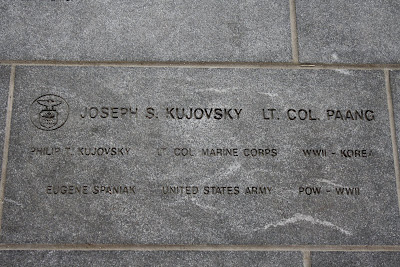 JOSEPH S. KUJOVSKY LT. COL. PAANG
PHILIP T. KUJOVSKY LT. COL. MARINE CORPS WWII - KOREA
EUGENE SPANIAK UNITED STATES ARMY POW - WWII